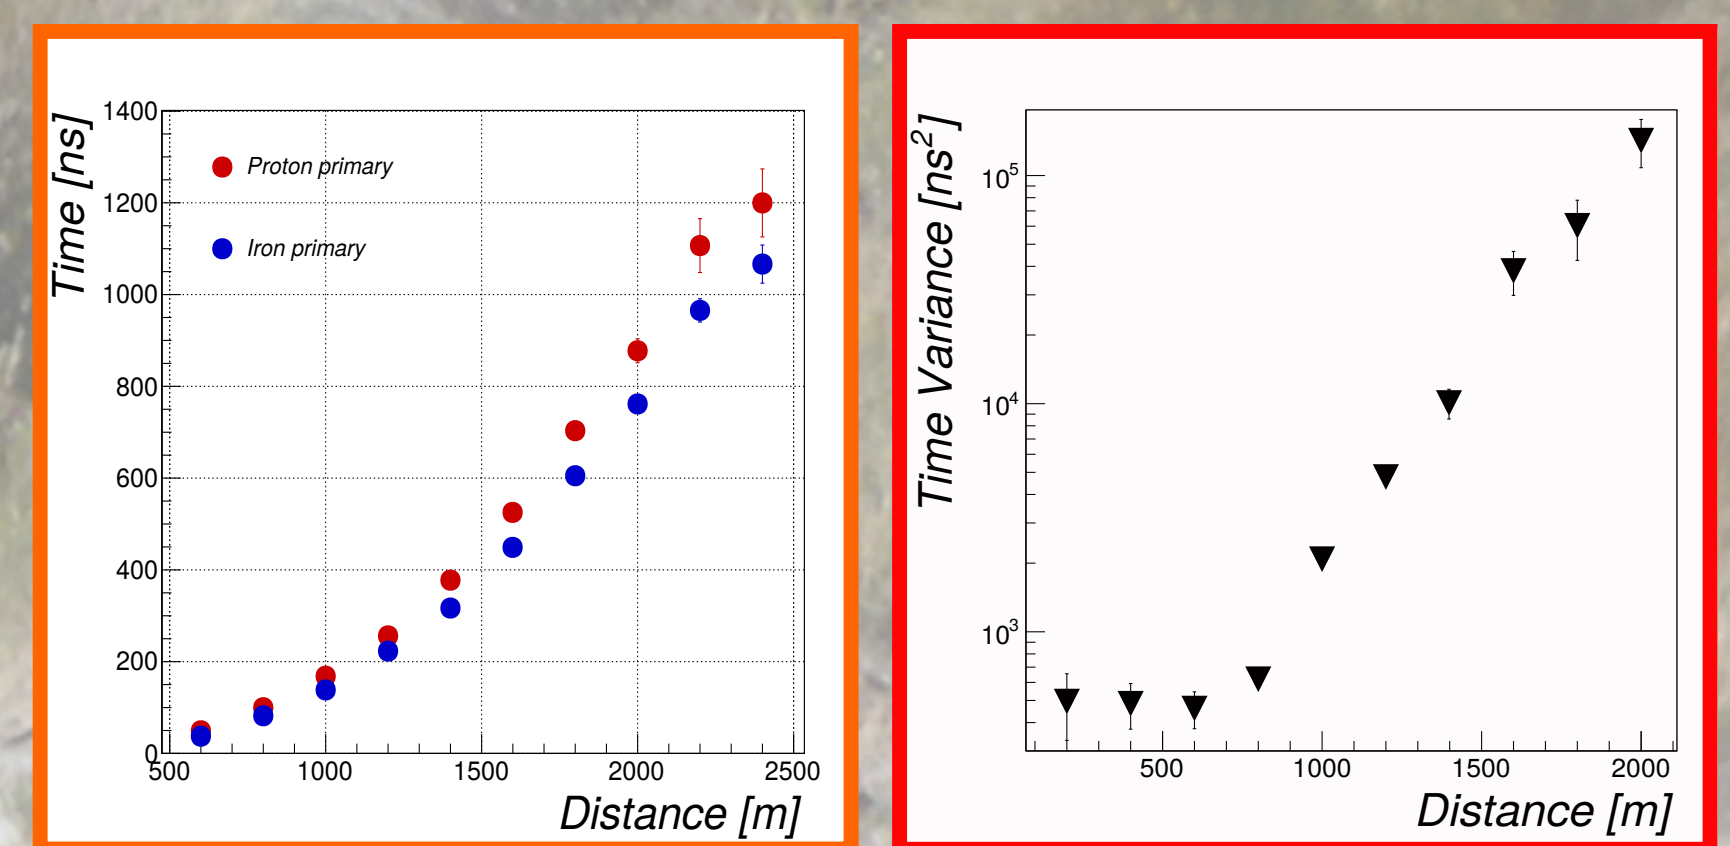 Time [ns]
1400
1200
1000
800
600
400
200
0
Proton primary
Iron primary
500 1000 1500 2000 2500
Distance [m]
Time Variance [ns²]
10⁵
10⁴
10³
500 1000 1500 2000
Distance [m]